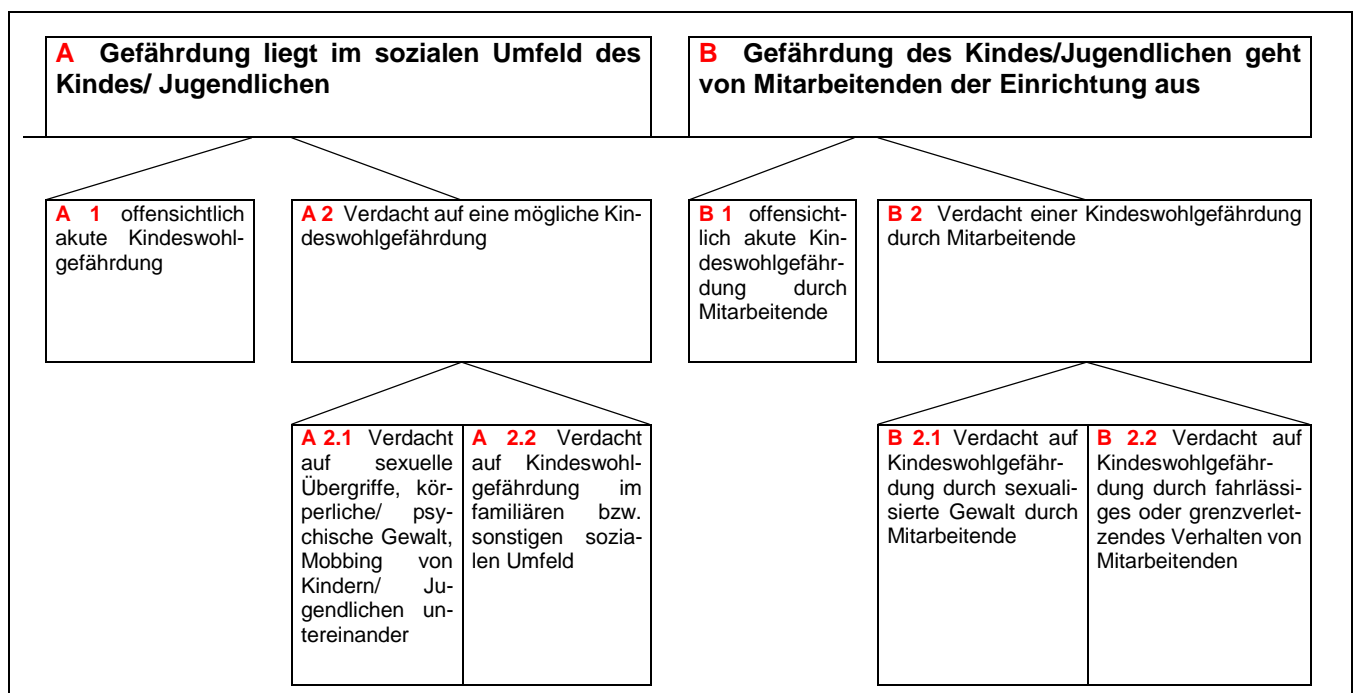 A Gefährdung liegt im sozialen Umfeld des
Kindes/ Jugendlichen
B Gefährdung des Kindes/Jugendlichen geht
von Mitarbeitenden der Einrichtung aus
A 1 offensichtlich
akute Kindeswohl-
gefährdung
A 2 Verdacht auf eine mögliche Kin-
deswohlgefährdung
B 1 offensicht-
lich akute Kin-
deswohlgefähr-
dung durch
Mitarbeitende
B 2 Verdacht einer Kindeswohlgefährdung
durch Mitarbeitende
A 2.1 Verdacht
auf sexuelle
Übergriffe, kör-
perliche/ psy-
chische Gewalt,
Mobbing von
Kindern/ Ju-
gendlichen un-
tereinander
A 2.2 Verdacht
auf Kindeswohl-
gefährdung im
familiären bzw.
sonstigen sozia-
len Umfeld
B 2.1 Verdacht auf
Kindeswohlgefähr-
dung durch sexuali-
sierte Gewalt durch
Mitarbeitende
B 2.2 Verdacht auf
Kindeswohlgefähr-
dung durch fahrlässi-
ges oder grenzverlet-
zendes Verhalten von
Mitarbeitenden